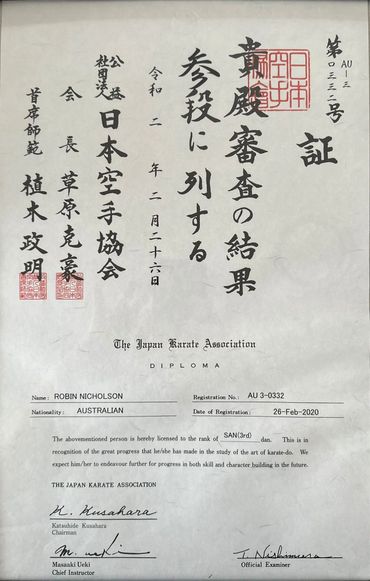 AU-三
第〇三三二号
証
貴殿審査の結果
参段に列する
令和二年二月二十六日
公益
社団法人
日本空手協会
会長 草原克豪
首席師範 植木政明
The Japan Karate Association
DIPLOMA
Name: ROBIN NICHOLSON
Registration No.: AU 3-0332
Nationality: AUSTRALIAN
Date of Registration: 26-Feb-2020
The abovementioned person is hereby licensed to the rank of SAN(3rd) dan. This is in
recognition of the great progress that he/she has made in the study of the art of karate-do. We
expect him/her to endeavour further for progress in both skill and character building in the future.
THE JAPAN KARATE ASSOCIATION
K. Kusahara
Katsuhide Kusahara
Chairman
M. Ueki
Masaaki Ueki
Chief Instructor
T. Nishimura
Official Examiner